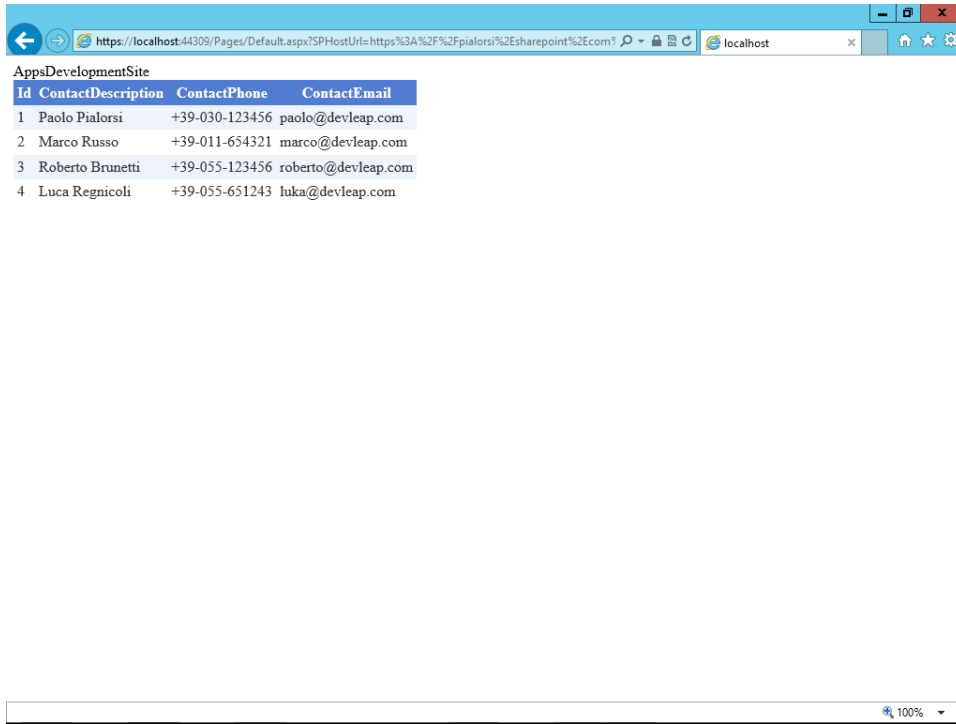 https://localhost:44309/Pages/Default.aspx?SPHostUrl=https%3A%2F%2Fpialorsi%2Esharepoint%2Ecom%
localhost
AppsDevelopmentSite
Id ContactDescription ContactPhone ContactEmail
1 Paolo Pialorsi +39-030-123456 paolo@devleap.com
2 Marco Russo +39-011-654321 marco@devleap.com
3 Roberto Brunetti +39-055-123456 roberto@devleap.com
4 Luca Regnicoli +39-055-651243 luka@devleap.com
100%